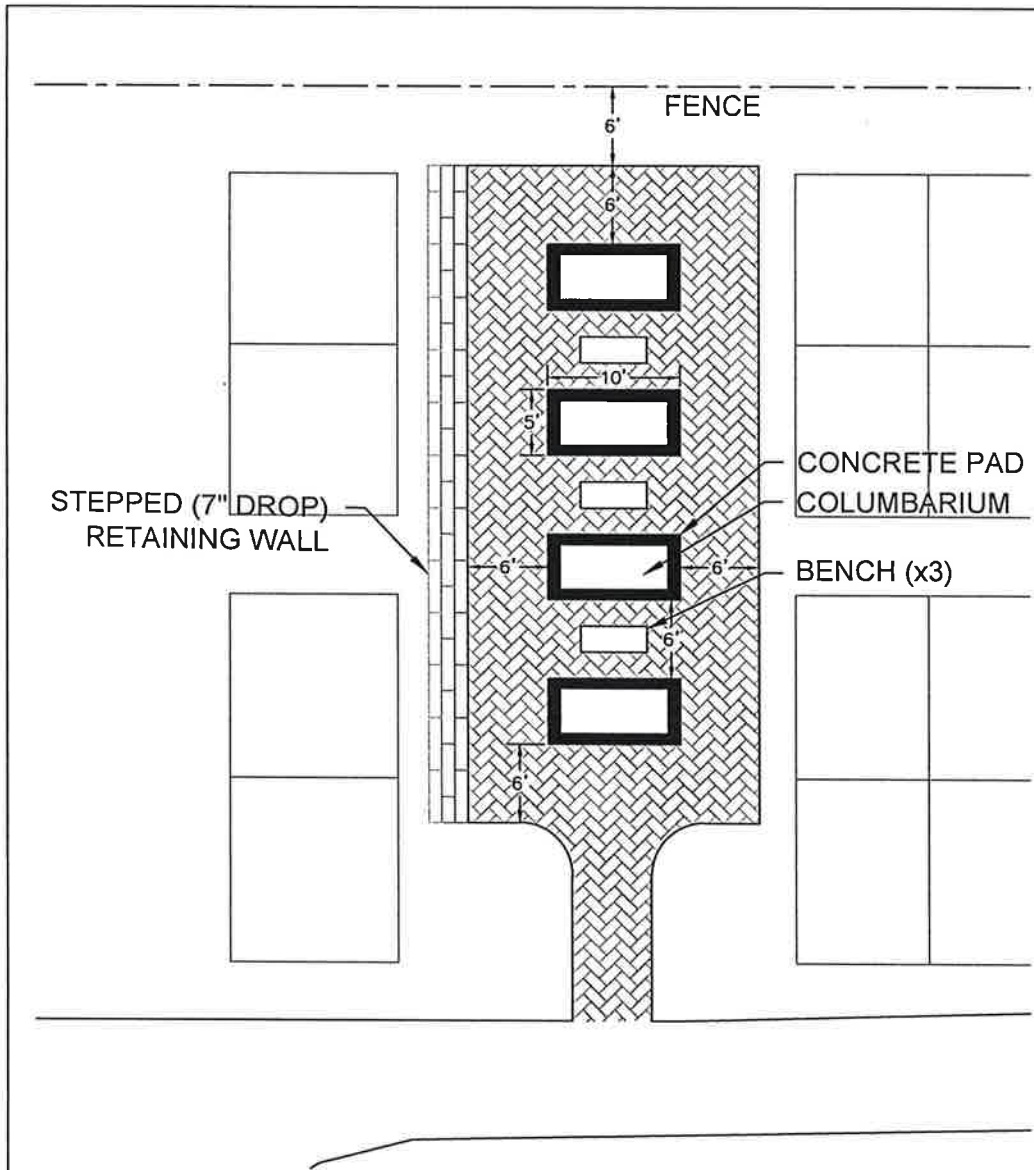 FENCE
6'
6'
10'
5'
CONCRETE PAD
STEPPED (7" DROP)
RETAINING WALL
COLUMBARIUM
6'
6'
BENCH (x3)
6'
6'